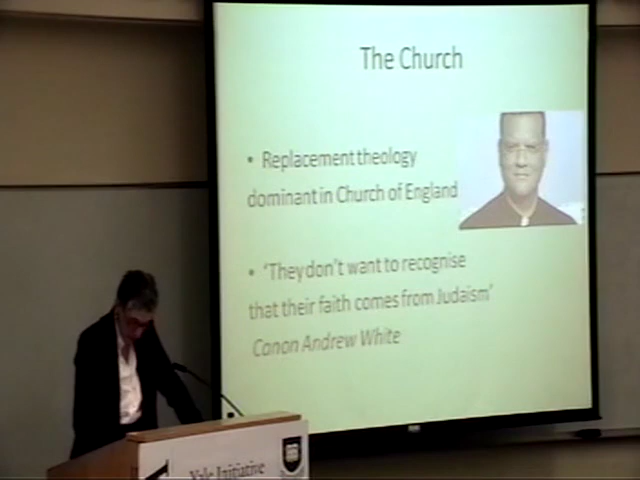 The Church
• Replacement theology
dominant in Church of England
• 'They don't want to recognise
that their faith comes from Judaism'
Canon Andrew White
Yale Initiative